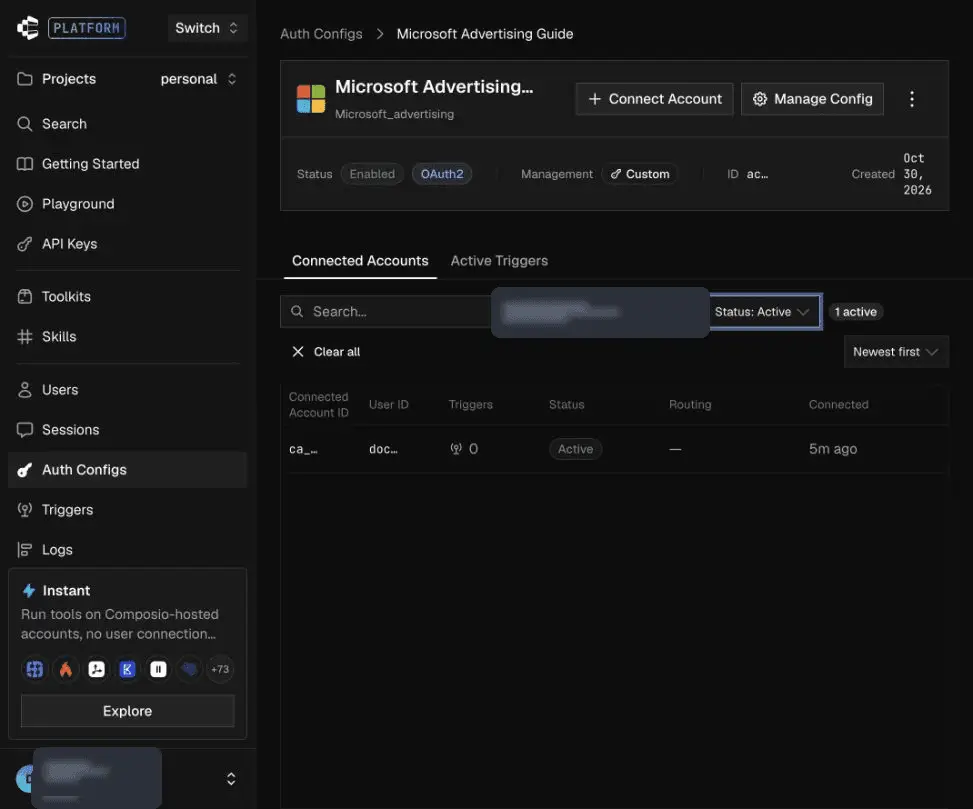 PLATFORM
Switch
Projects
personal
Search
Getting Started
Playground
API Keys
Toolkits
Skills
Users
Sessions
Auth Configs
Triggers
Logs
Instant
Run tools on Composio-hosted
accounts, no user connection…
+73
Explore
Auth Configs > Microsoft Advertising Guide
Microsoft Advertising…
Microsoft_advertising
+ Connect Account
Manage Config
Status Enabled OAuth2
Management Custom
ID ac…
Created Oct
30,
2026
Connected Accounts
Active Triggers
Search…
Status: Active
1 active
Clear all
Newest first
Connected
Account ID
User ID
Triggers
Status
Routing
Connected
ca_… doc… 0 Active — 5m ago